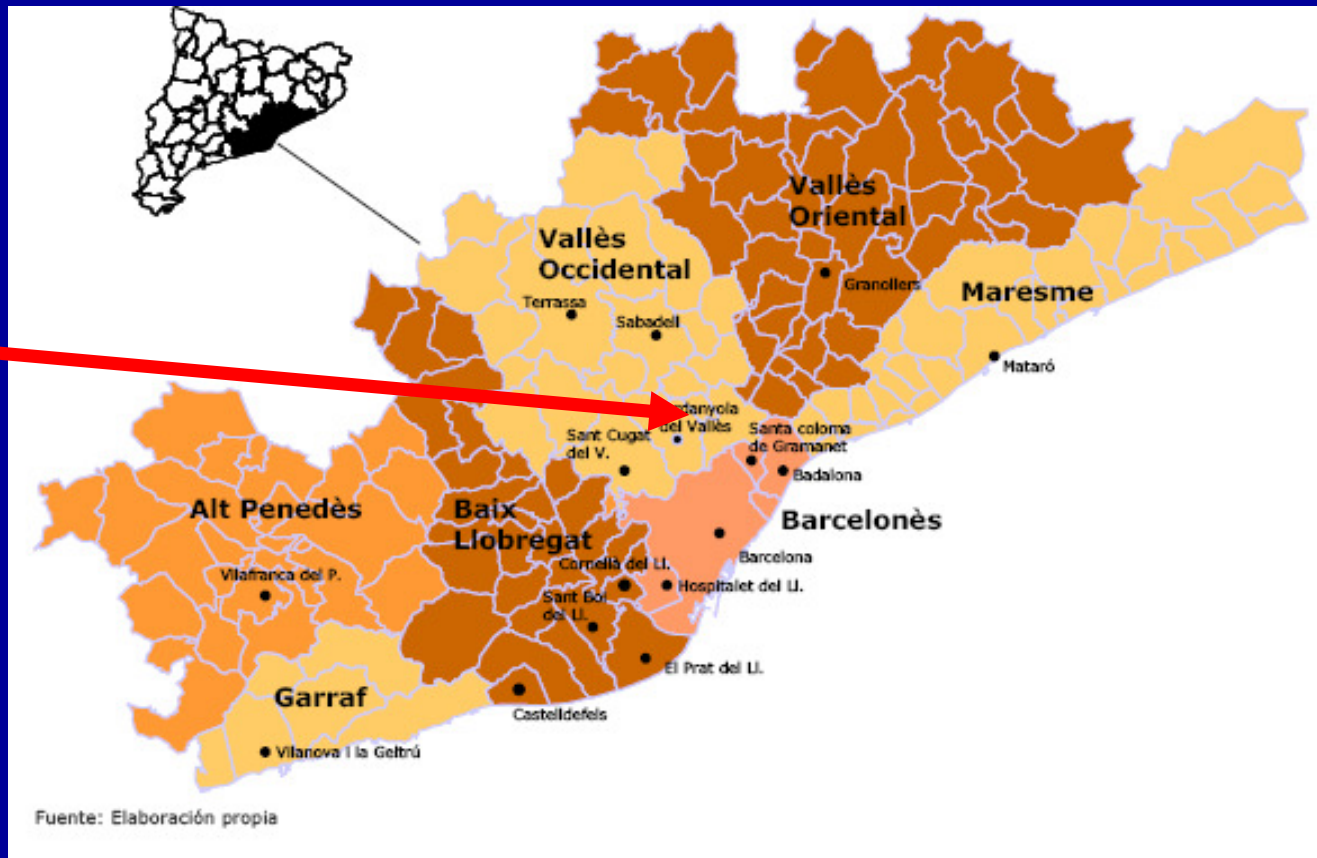 Vallès
Oriental
Granollers
Vallès
Occidental
Terrassa
Sabadell
Maresme
Mataró
del Vallès
Santa coloma
de Gramanet
Sant Cugat
del V.
Badalona
Alt Penedès
Baix
Llobregat
Barcelonès
Barcelona
Cornellà del Ll.
Vilafranca del P.
Hospitalet del Ll.
Sant Boi
del Ll.
El Prat del Ll.
Garraf
Castelldefels
Vilanova i la Geltrú
Fuente: Elaboración propia